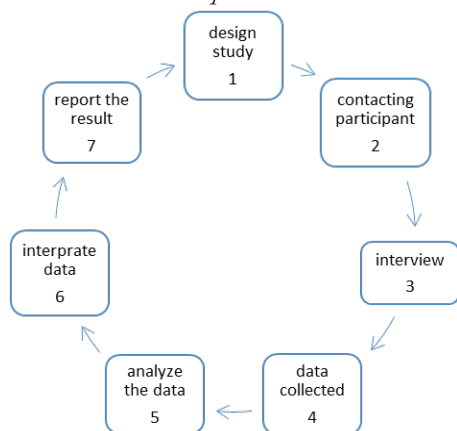 design
study
1
contacting
participant
2
interview
3
data
collected
4
analyze
the data
5
interprate
data
6
report the
result
7